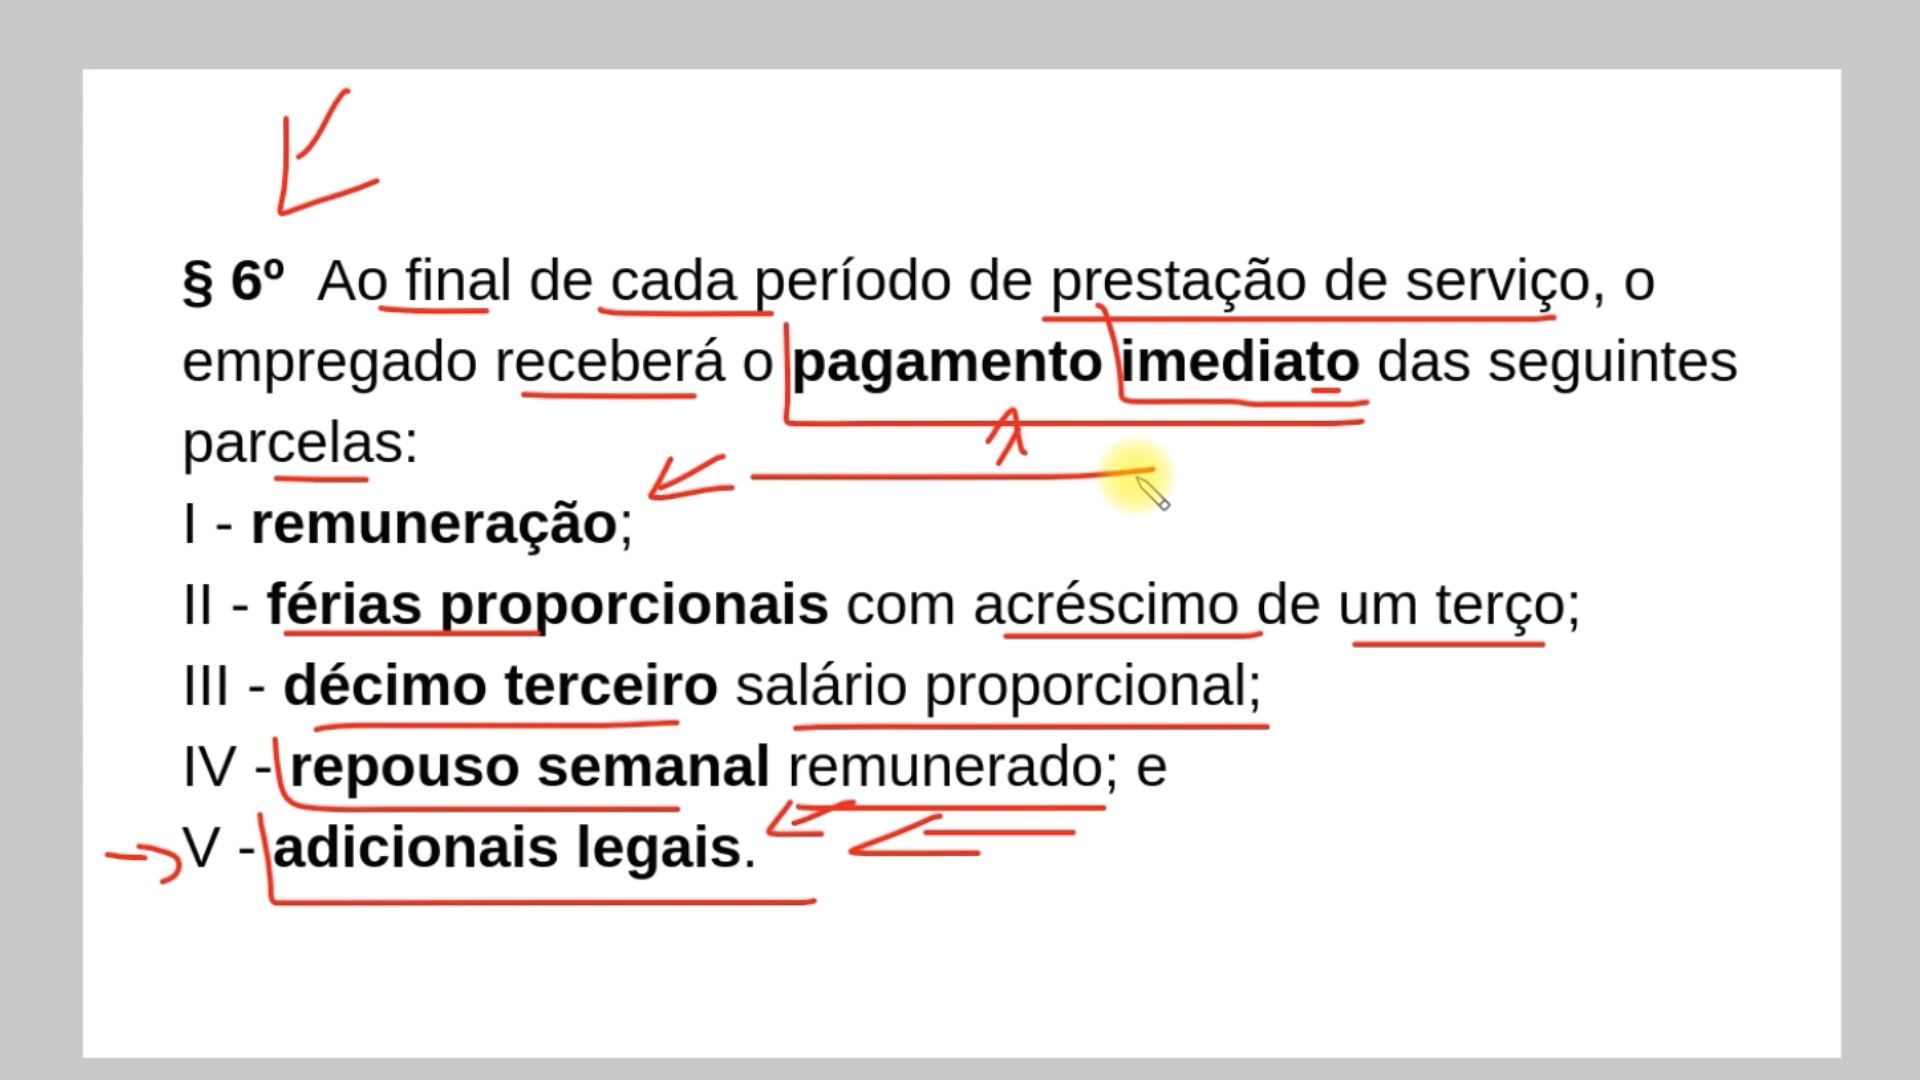 § 6º Ao final de cada período de prestação de serviço, o
empregado receberá o pagamento imediato das seguintes
parcelas:
I - remuneração;
II - férias proporcionais com acréscimo de um terço;
III - décimo terceiro salário proporcional;
IV - repouso semanal remunerado; e
V - adicionais legais.